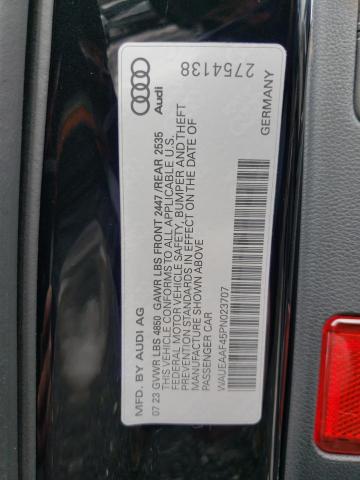 MFD. BY AUDI AG
07 23 GVWR LBS 4850 GAWR LBS FRONT 2447/REAR 2535
THIS VEHICLE CONFORMS TO ALL APPLICABLE U.S.
FEDERAL MOTOR VEHICLE SAFETY, BUMPER AND THEFT
PREVENTION STANDARDS IN EFFECT ON THE DATE OF
MANUFACTURE SHOWN ABOVE
PASSENGER CAR
WAUEAAF45PN023707
GERMANY
Audi
2754138